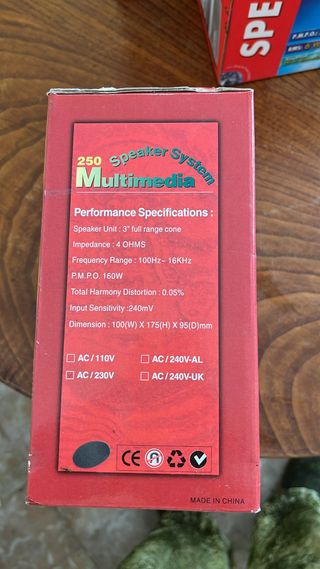 SPE
P.M.P.O.:
RMS:
250 Speaker System
Multimedia
Performance Specifications :
Speaker Unit : 3" full range cone
Impedance : 4 OHMS
Frequency Range : 100Hz~ 16KHz
P.M.P.O. 160W
Total Harmony Distortion : 0.05%
Input Sensitivity :240mV
Dimension : 100(W) X 175(H) X 95(D)mm
AC / 110V AC / 240V-AL
AC / 230V AC / 240V-UK
CE
MADE IN CHINA